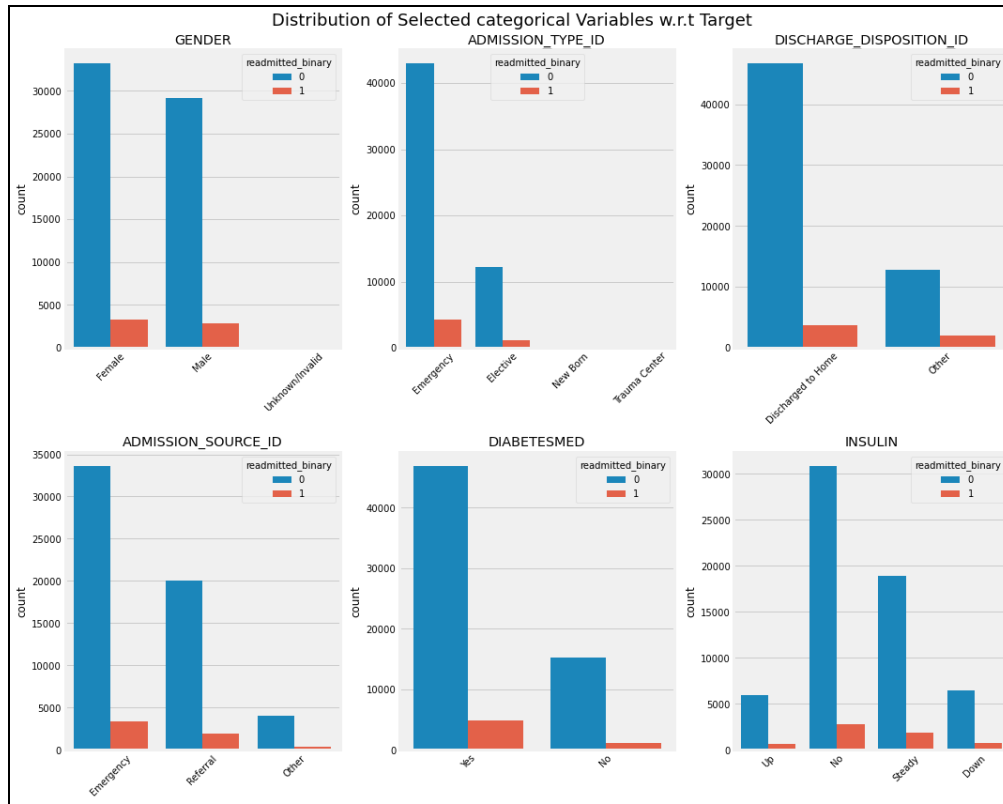 Distribution of Selected categorical Variables w.r.t Target
GENDER
readmitted_binary
0
1
count
30000
25000
20000
15000
10000
5000
0
Female
Male
Unknown/Invalid
ADMISSION_TYPE_ID
readmitted_binary
0
1
count
40000
30000
20000
10000
0
Emergency
Elective
New Born
Trauma Center
DISCHARGE_DISPOSITION_ID
readmitted_binary
0
1
count
40000
30000
20000
10000
0
Discharged to Home
Other
ADMISSION_SOURCE_ID
readmitted_binary
0
1
count
35000
30000
25000
20000
15000
10000
5000
0
Emergency
Referral
Other
DIABETESMED
readmitted_binary
0
1
count
40000
30000
20000
10000
0
Yes
No
INSULIN
readmitted_binary
0
1
count
30000
25000
20000
15000
10000
5000
0
Up
No
Steady
Down